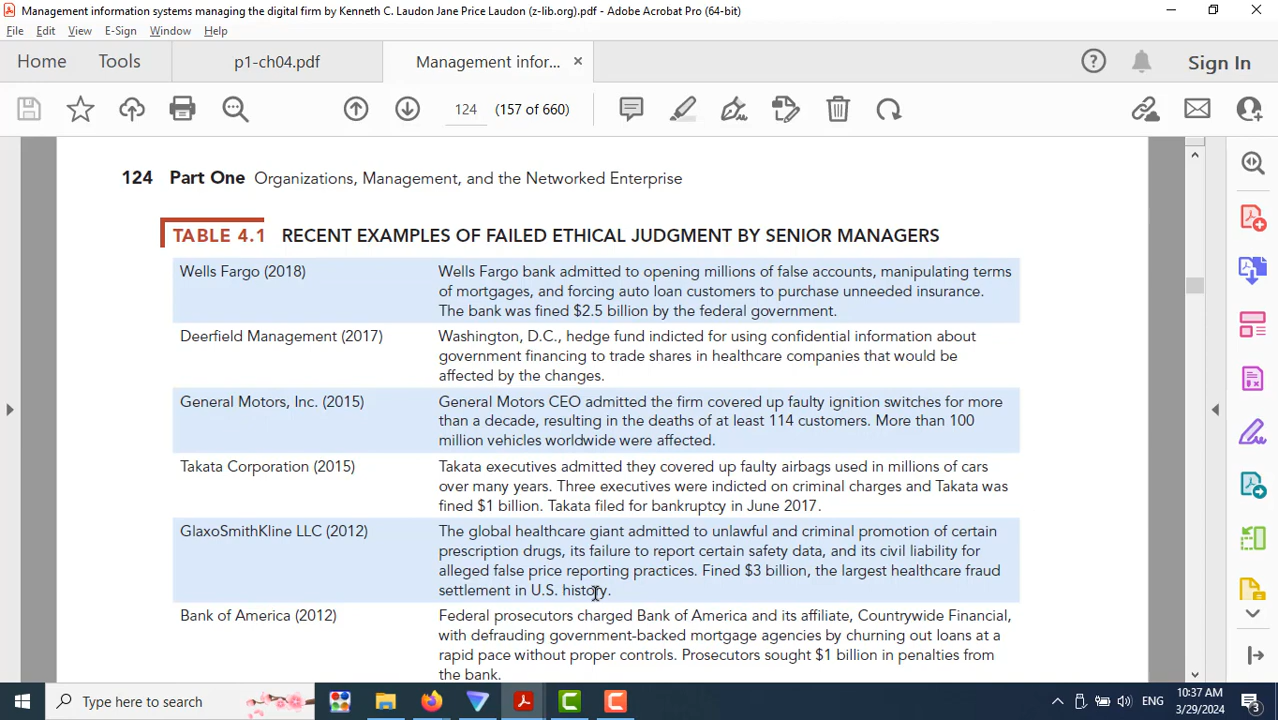 Management information systems managing the digital firm by Kenneth C. Laudon Jane Price Laudon (z-lib.org).pdf - Adobe Acrobat Pro (64-bit)
File Edit View E-Sign Window Help
Home Tools p1-ch04.pdf Management infor... × Sign In
124 (157 of 660)
124 Part One Organizations, Management, and the Networked Enterprise
TABLE 4.1 RECENT EXAMPLES OF FAILED ETHICAL JUDGMENT BY SENIOR MANAGERS
Wells Fargo (2018) Wells Fargo bank admitted to opening millions of false accounts, manipulating terms
of mortgages, and forcing auto loan customers to purchase unneeded insurance.
The bank was fined $2.5 billion by the federal government.
Deerfield Management (2017) Washington, D.C., hedge fund indicted for using confidential information about
government financing to trade shares in healthcare companies that would be
affected by the changes.
General Motors, Inc. (2015) General Motors CEO admitted the firm covered up faulty ignition switches for more
than a decade, resulting in the deaths of at least 114 customers. More than 100
million vehicles worldwide were affected.
Takata Corporation (2015) Takata executives admitted they covered up faulty airbags used in millions of cars
over many years. Three executives were indicted on criminal charges and Takata was
fined $1 billion. Takata filed for bankruptcy in June 2017.
GlaxoSmithKline LLC (2012) The global healthcare giant admitted to unlawful and criminal promotion of certain
prescription drugs, its failure to report certain safety data, and its civil liability for
alleged false price reporting practices. Fined $3 billion, the largest healthcare fraud
settlement in U.S. history.
Bank of America (2012) Federal prosecutors charged Bank of America and its affiliate, Countrywide Financial,
with defrauding government-backed mortgage agencies by churning out loans at a
rapid pace without proper controls. Prosecutors sought $1 billion in penalties from
the bank.
Type here to search
ENG
10:37 AM
3/29/2024
3